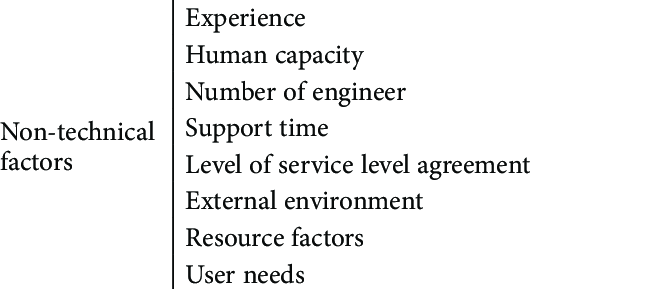 Non-technical
factors
Experience
Human capacity
Number of engineer
Support time
Level of service level agreement
External environment
Resource factors
User needs